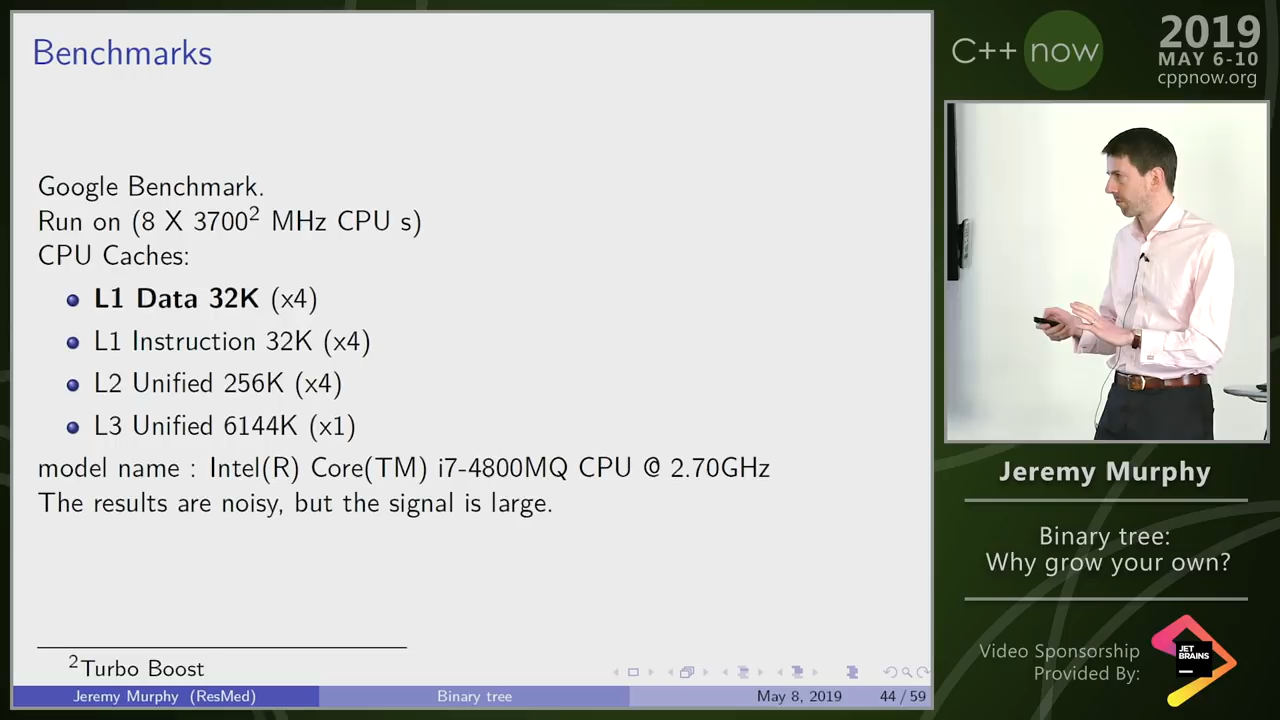 Benchmarks
Google Benchmark.
Run on (8 X 3700² MHz CPU s)
CPU Caches:
L1 Data 32K (x4)
L1 Instruction 32K (x4)
L2 Unified 256K (x4)
L3 Unified 6144K (x1)
model name : Intel(R) Core(TM) i7-4800MQ CPU @ 2.70GHz
The results are noisy, but the signal is large.
²Turbo Boost
Jeremy Murphy (ResMed)
Binary tree
May 8, 2019
44 / 59
C++ now
2019
MAY 6-10
cppnow.org
Jeremy Murphy
Binary tree:
Why grow your own?
Video Sponsorship
Provided By:
JET
BRAINS